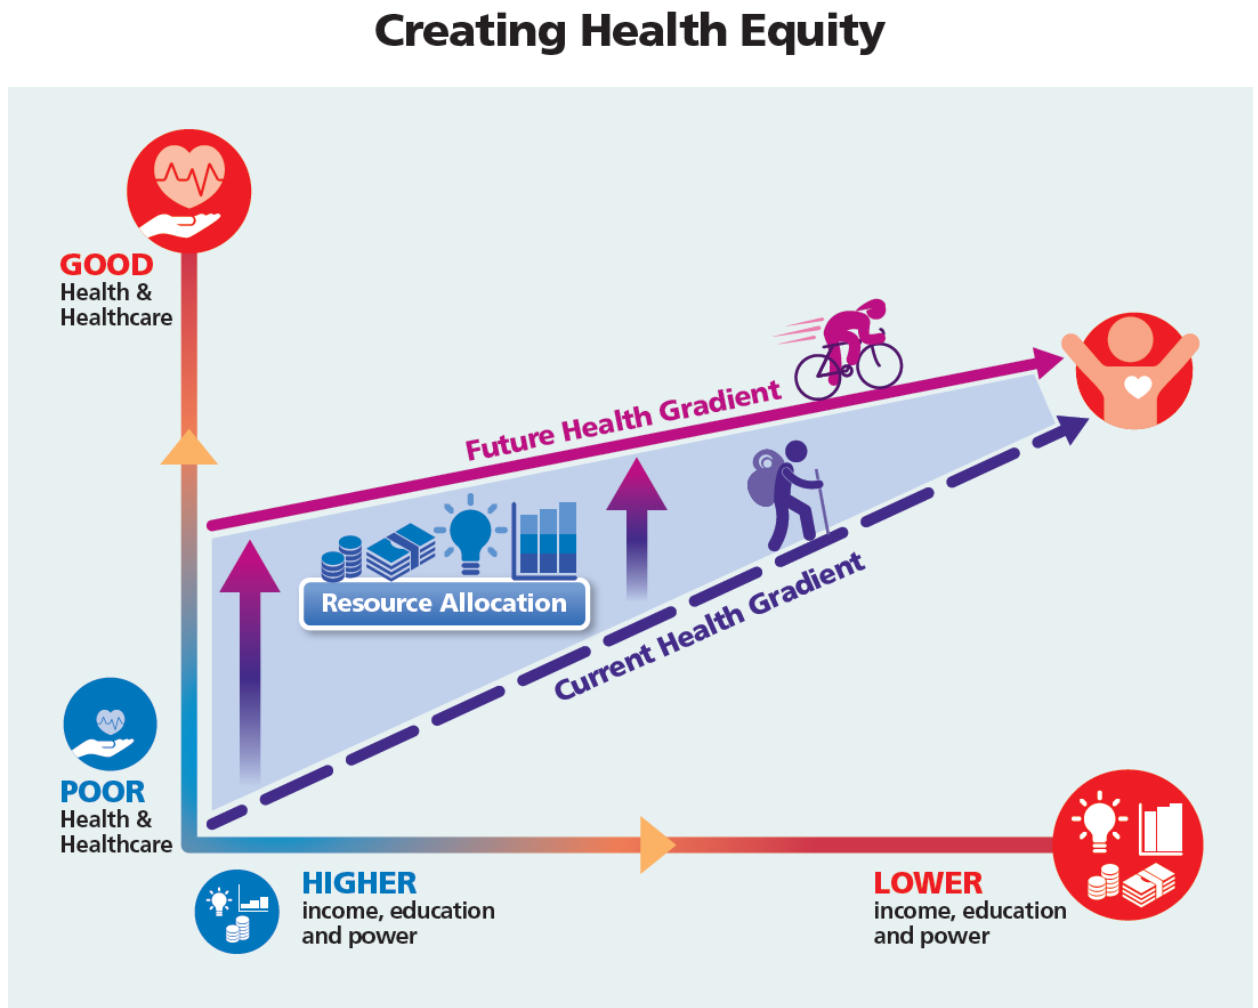 Creating Health Equity
GOOD
Health &
Healthcare
Future Health Gradient
Resource Allocation
Current Health Gradient
POOR
Health &
Healthcare
HIGHER
income, education
and power
LOWER
income, education
and power